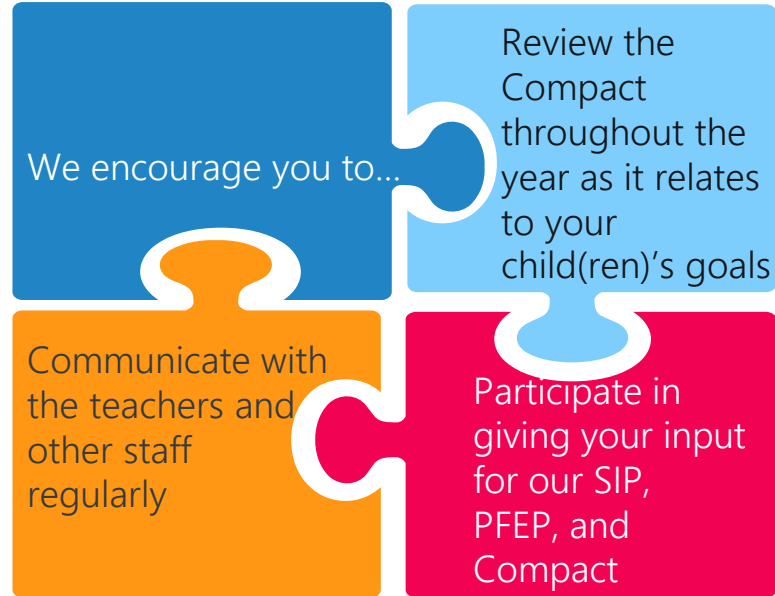 We encourage you to...
Review the
Compact
throughout the
year as it relates
to your
child(ren)’s goals
Communicate with
the teachers and
other staff
regularly
Participate in
giving your input
for our SIP,
PFEP, and
Compact